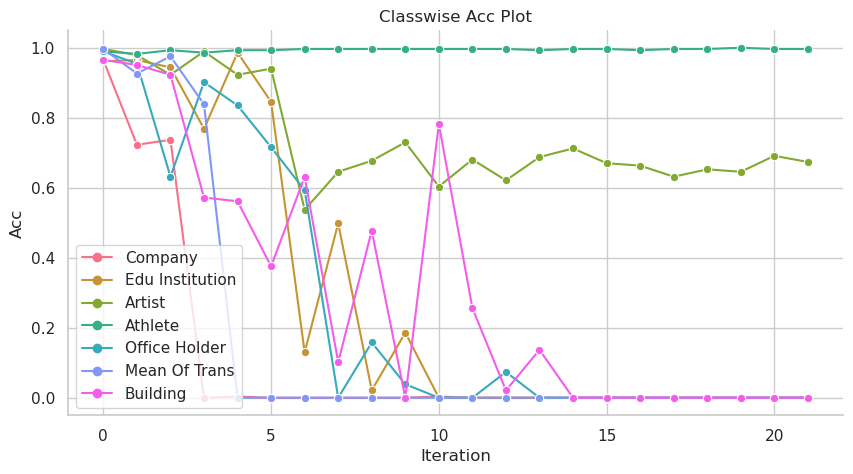 Classwise Acc Plot
1.0
0.8
0.6
0.4
0.2
0.0
Acc
Company
Edu Institution
Artist
Athlete
Office Holder
Mean Of Trans
Building
0 5 10 15 20
Iteration